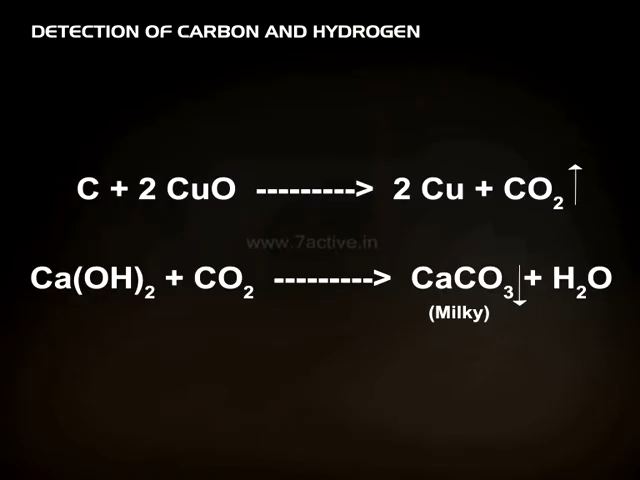 DETECTION OF CARBON AND HYDROGEN
C + 2 CuO ---------> 2 Cu + CO₂↑
www.7active.in
Ca(OH)₂ + CO₂ ---------> CaCO₃↓+ H₂O
(Milky)